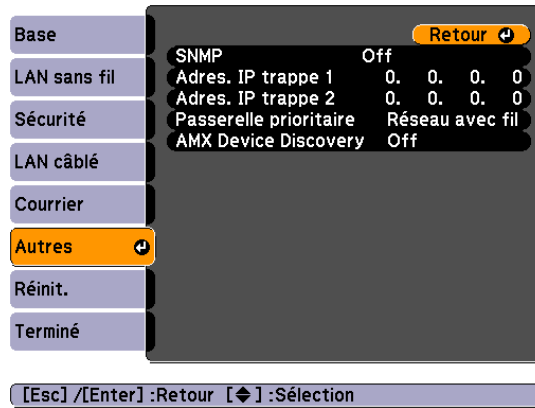 Base
LAN sans fil
Sécurité
LAN câblé
Courrier
Autres
Réinit.
Terminé
Retour
SNMP Off
Adres. IP trappe 1 0. 0. 0. 0
Adres. IP trappe 2 0. 0. 0. 0
Passerelle prioritaire Réseau avec fil
AMX Device Discovery Off
[Esc] /[Enter] :Retour [◆] :Sélection